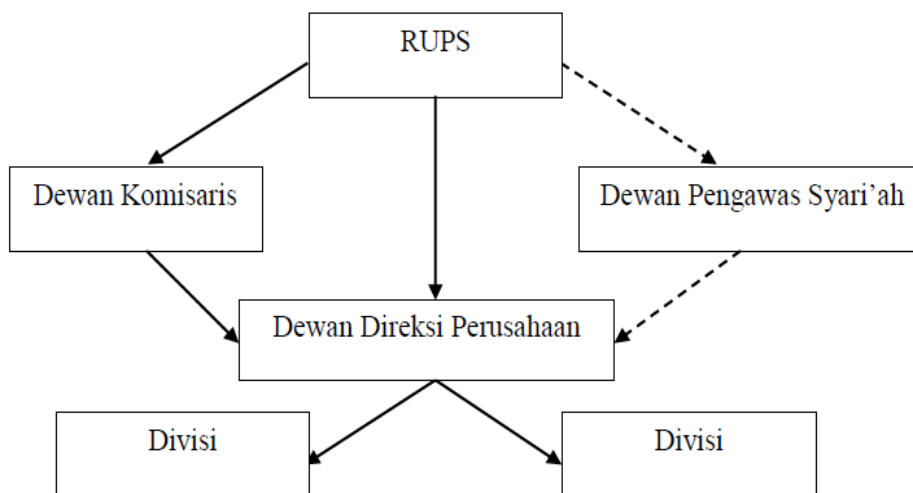 RUPS
Dewan Komisaris
Dewan Pengawas Syari’ah
Dewan Direksi Perusahaan
Divisi
Divisi